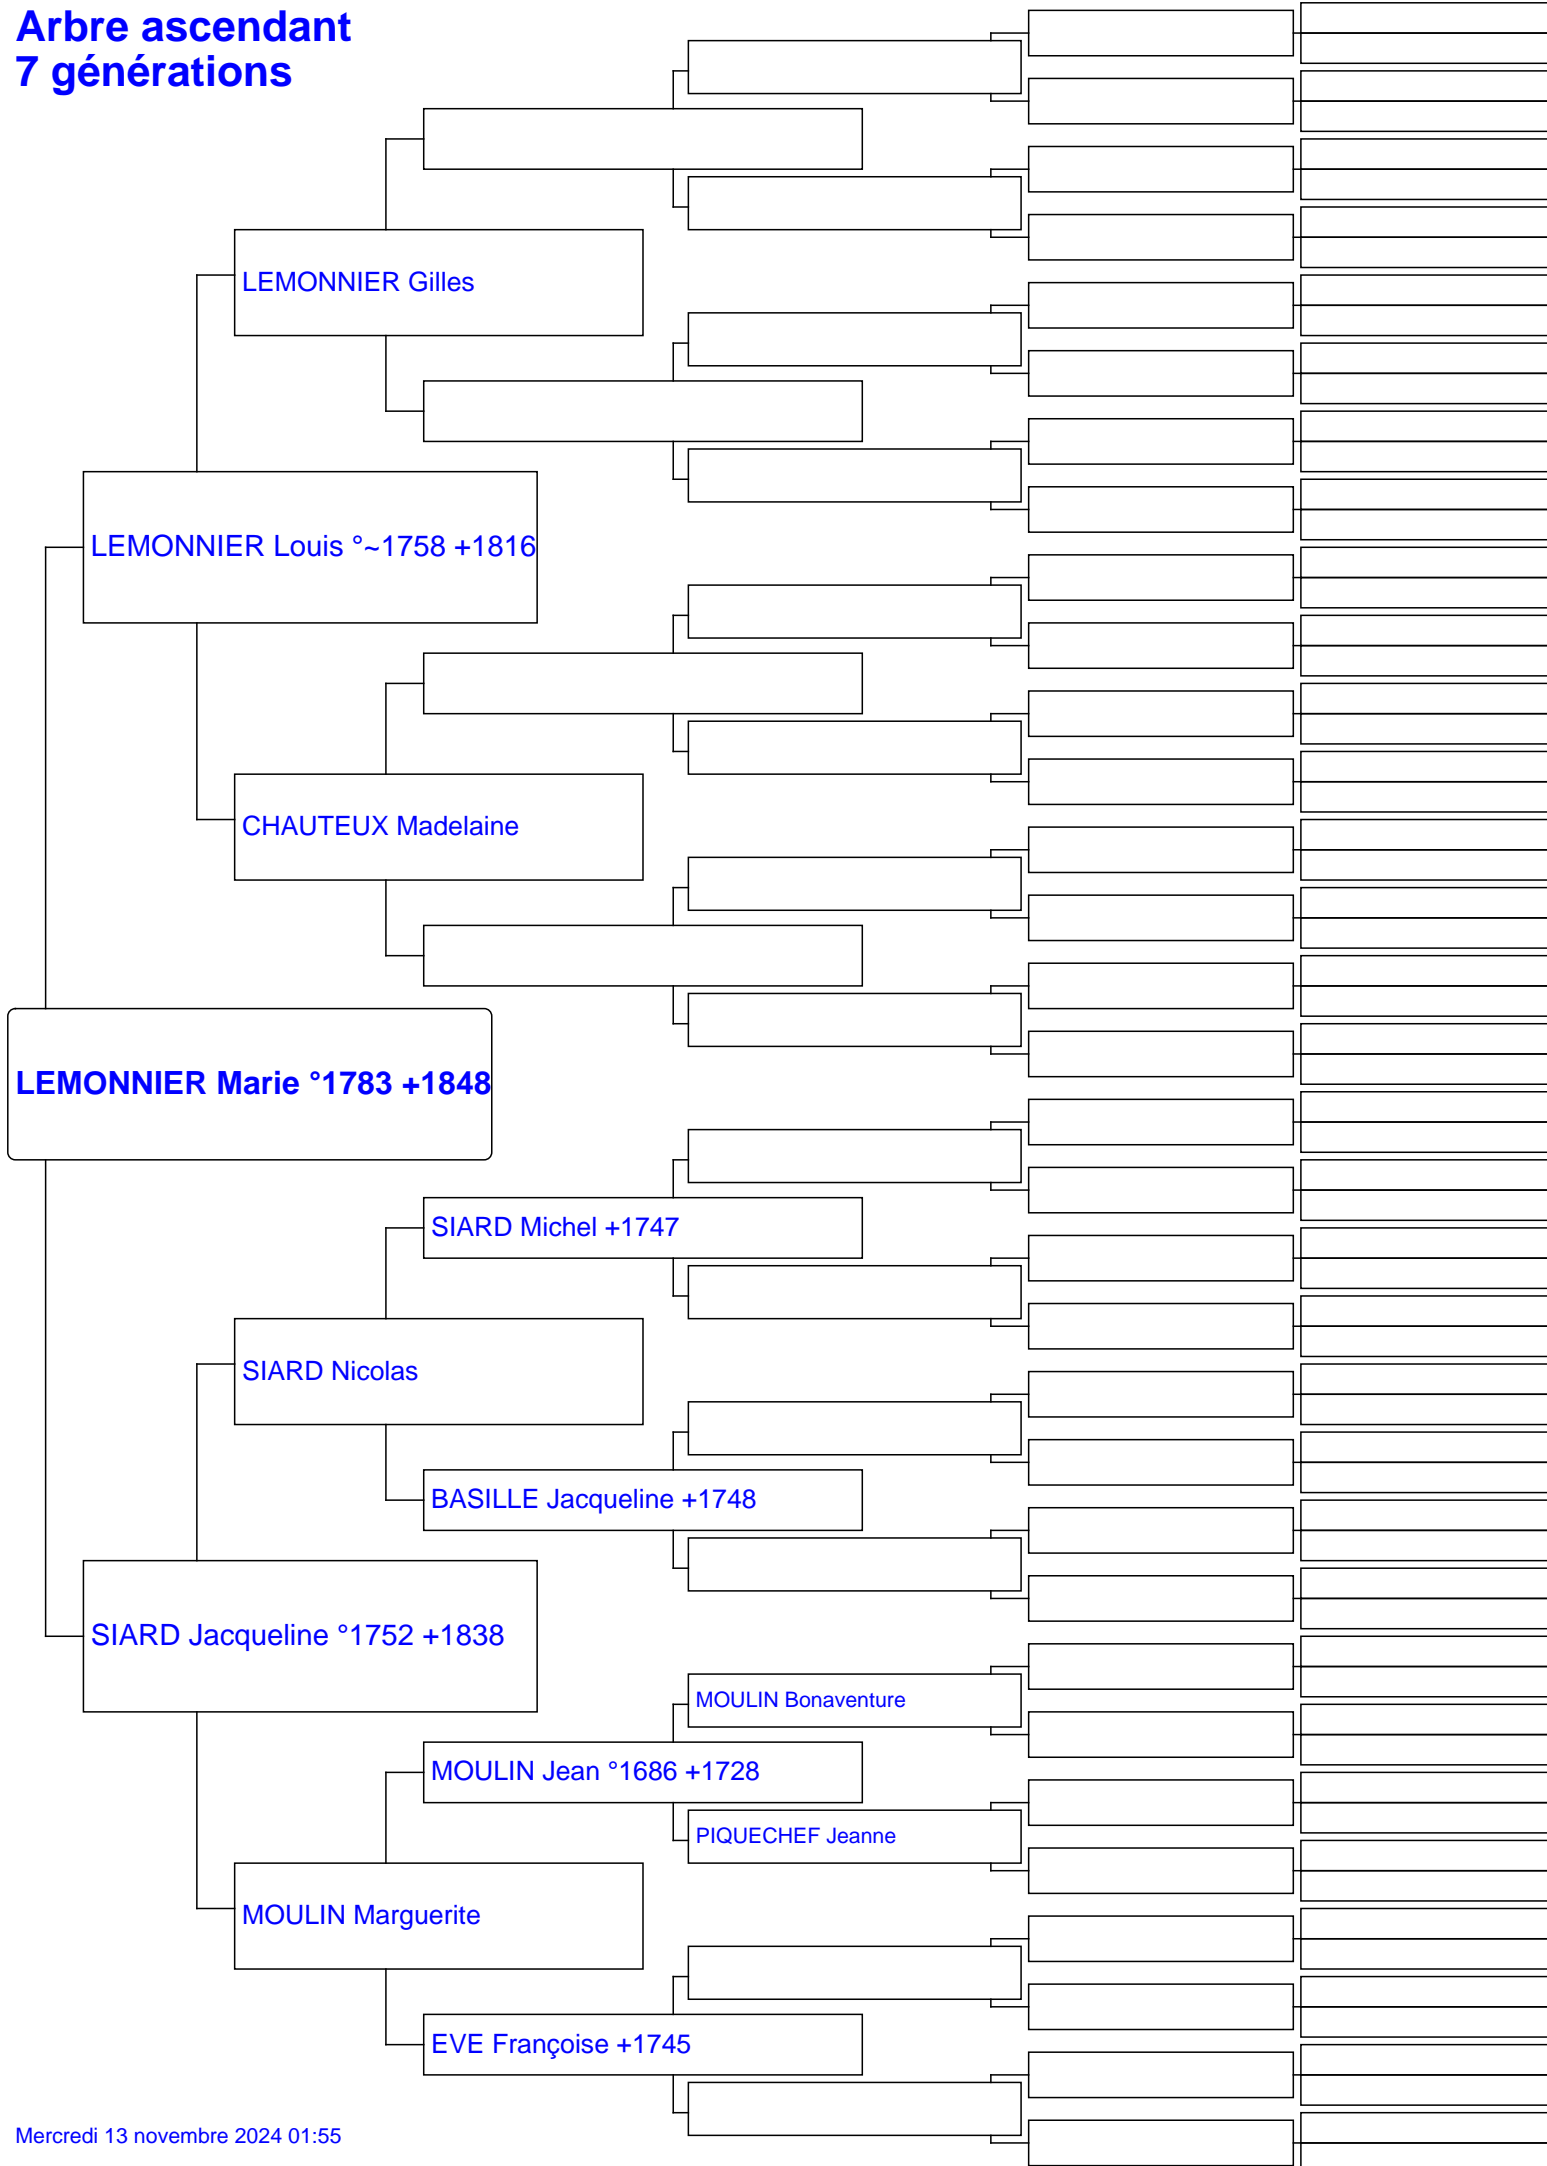 Arbre ascendant
7 générations
LEMONNIER Gilles
LEMONNIER Louis °~1758 +1816
CHAUTEUX Madelaine
LEMONNIER Marie °1783 +1848
SIARD Michel +1747
SIARD Nicolas
BASILLE Jacqueline +1748
SIARD Jacqueline °1752 +1838
MOULIN Bonaventure
MOULIN Jean °1686 +1728
PIQUECHEF Jeanne
MOULIN Marguerite
EVE Françoise +1745
Mercredi 13 novembre 2024 01:55